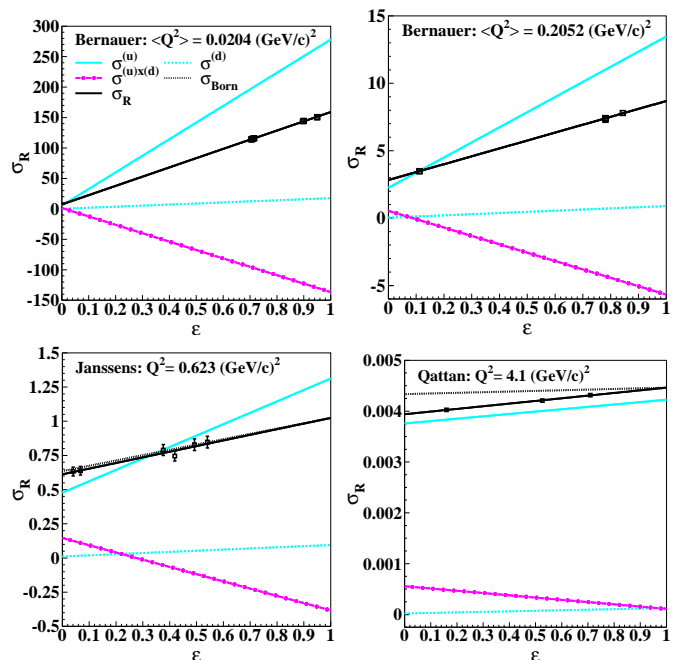 Bernauer: <Q²> = 0.0204 (GeV/c)²
σ⁽ᵘ⁾ σ⁽ᵈ⁾
σ⁽ᵘ⁾ˣ⁽ᵈ⁾ σ_Born
σ_R
σ_R
300
250
200
150
100
50
0
-50
-100
-150
0 0.1 0.2 0.3 0.4 0.5 0.6 0.7 0.8 0.9 1
ε
Bernauer: <Q²> = 0.2052 (GeV/c)²
σ_R
15
10
5
0
-5
0 0.1 0.2 0.3 0.4 0.5 0.6 0.7 0.8 0.9 1
ε
Janssens: Q²= 0.623 (GeV/c)²
σ_R
1.5
1.25
1
0.75
0.5
0.25
0
-0.25
-0.5
0 0.1 0.2 0.3 0.4 0.5 0.6 0.7 0.8 0.9 1
ε
Qattan: Q²= 4.1 (GeV/c)²
σ_R
0.005
0.004
0.003
0.002
0.001
0
0 0.1 0.2 0.3 0.4 0.5 0.6 0.7 0.8 0.9 1
ε